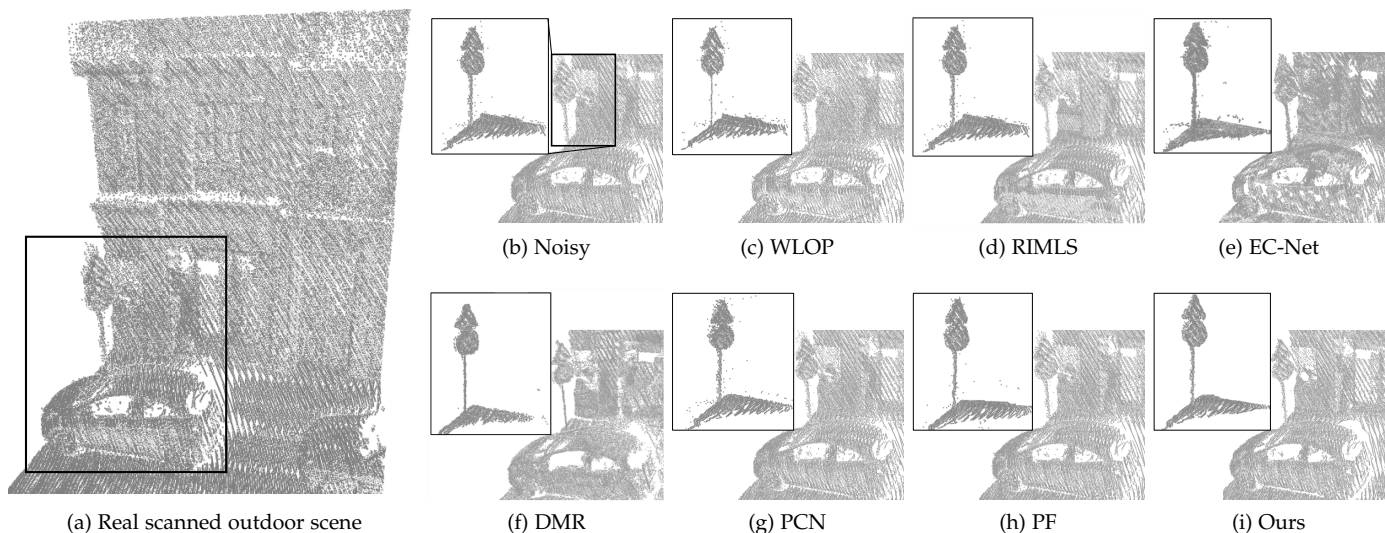 (b) Noisy
(c) WLOP
(d) RIMLS
(e) EC-Net
(a) Real scanned outdoor scene
(f) DMR
(g) PCN
(h) PF
(i) Ours